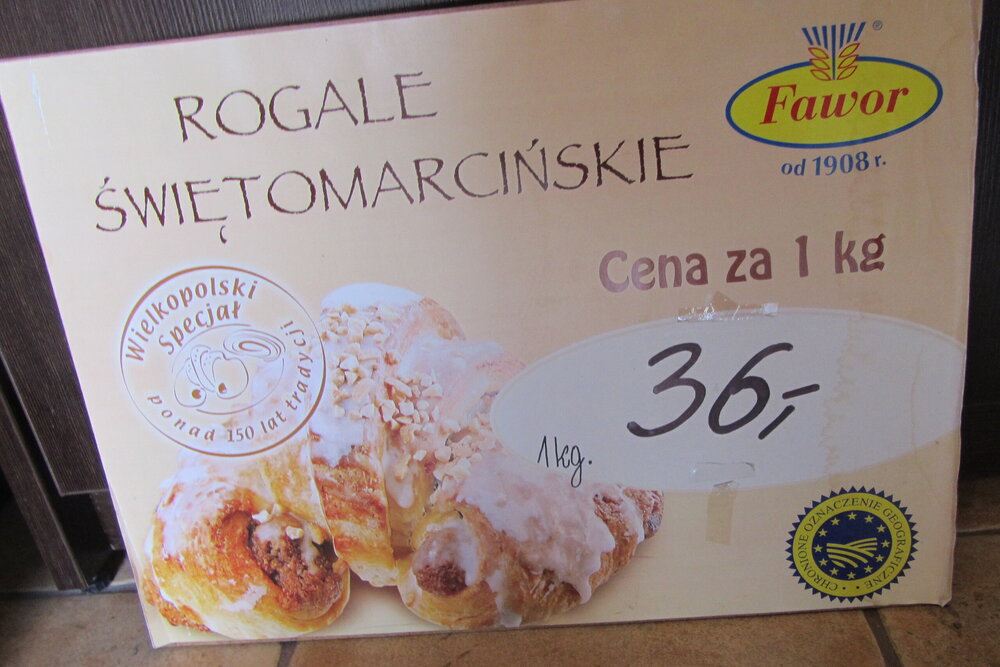 ROGALE
ŚWIĘTOMARCIŃSKIE
Fawor ®
od 1908 r.
Cena za 1 kg
36,-
1kg.
Wielkopolski
Specjał
ponad 150 lat tradycji
CHRONIONE OZNACZENIE GEOGRAFICZNE